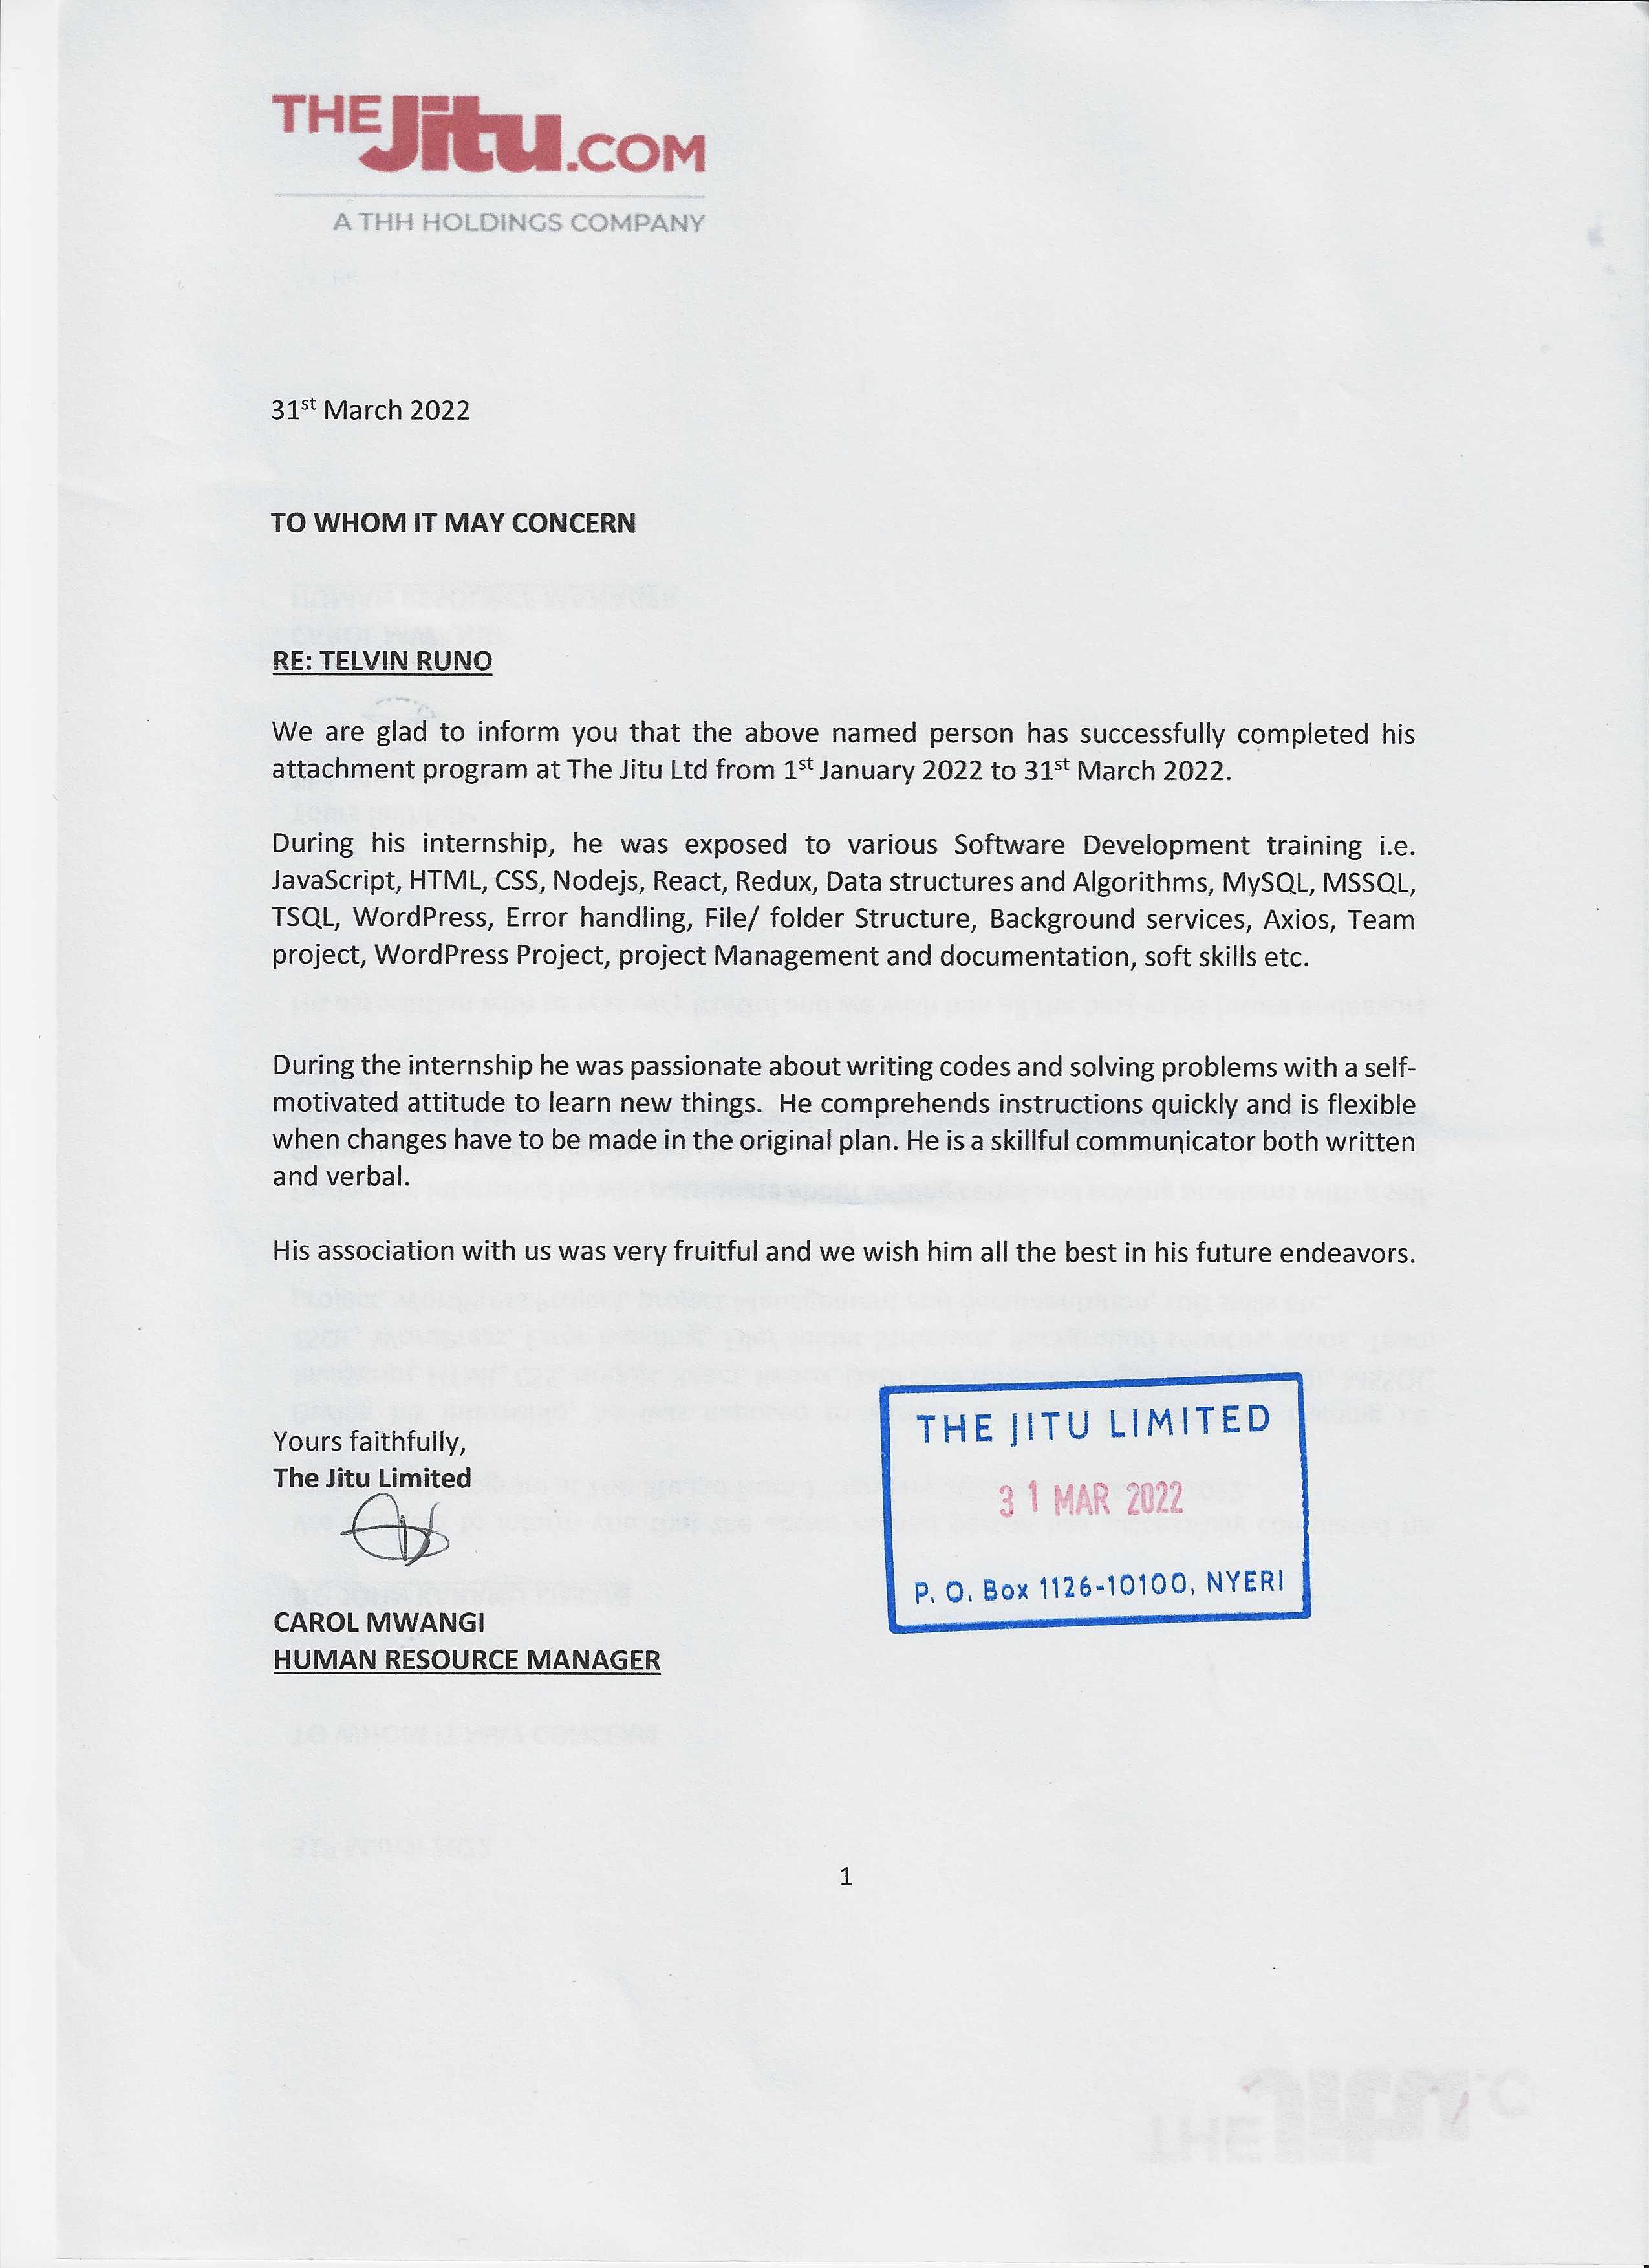 THE Jitu.COM
A THH HOLDINGS COMPANY
31st March 2022
TO WHOM IT MAY CONCERN
RE: TELVIN RUNO
We are glad to inform you that the above named person has successfully completed his
attachment program at The Jitu Ltd from 1st January 2022 to 31st March 2022.
During his internship, he was exposed to various Software Development training i.e.
JavaScript, HTML, CSS, Nodejs, React, Redux, Data structures and Algorithms, MySQL, MSSQL,
TSQL, WordPress, Error handling, File/ folder Structure, Background services, Axios, Team
project, WordPress Project, project Management and documentation, soft skills etc.
During the internship he was passionate about writing codes and solving problems with a self-
motivated attitude to learn new things.  He comprehends instructions quickly and is flexible
when changes have to be made in the original plan. He is a skillful communicator both written
and verbal.
His association with us was very fruitful and we wish him all the best in his future endeavors.
Yours faithfully,
The Jitu Limited
CAROL MWANGI
HUMAN RESOURCE MANAGER
THE JITU LIMITED
31 MAR 2022
P. O. Box 1126-10100, NYERI
1